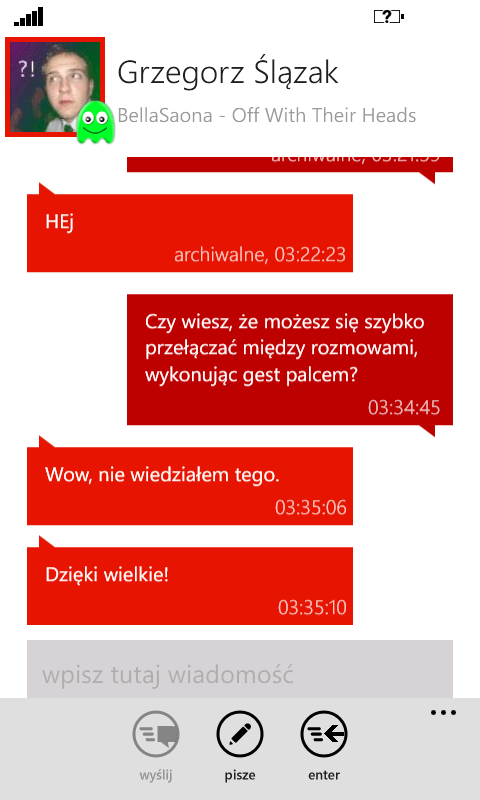 ?!
Grzegorz Ślązak
BellaSaona - Off With Their Heads
archiwalne, 03:21:59
HEj
archiwalne, 03:22:23
Czy wiesz, że możesz się szybko
przełączać między rozmowami,
wykonując gest palcem?
03:34:45
Wow, nie wiedziałem tego.
03:35:06
Dzięki wielkie!
03:35:10
wpisz tutaj wiadomość
wyślij pisze enter